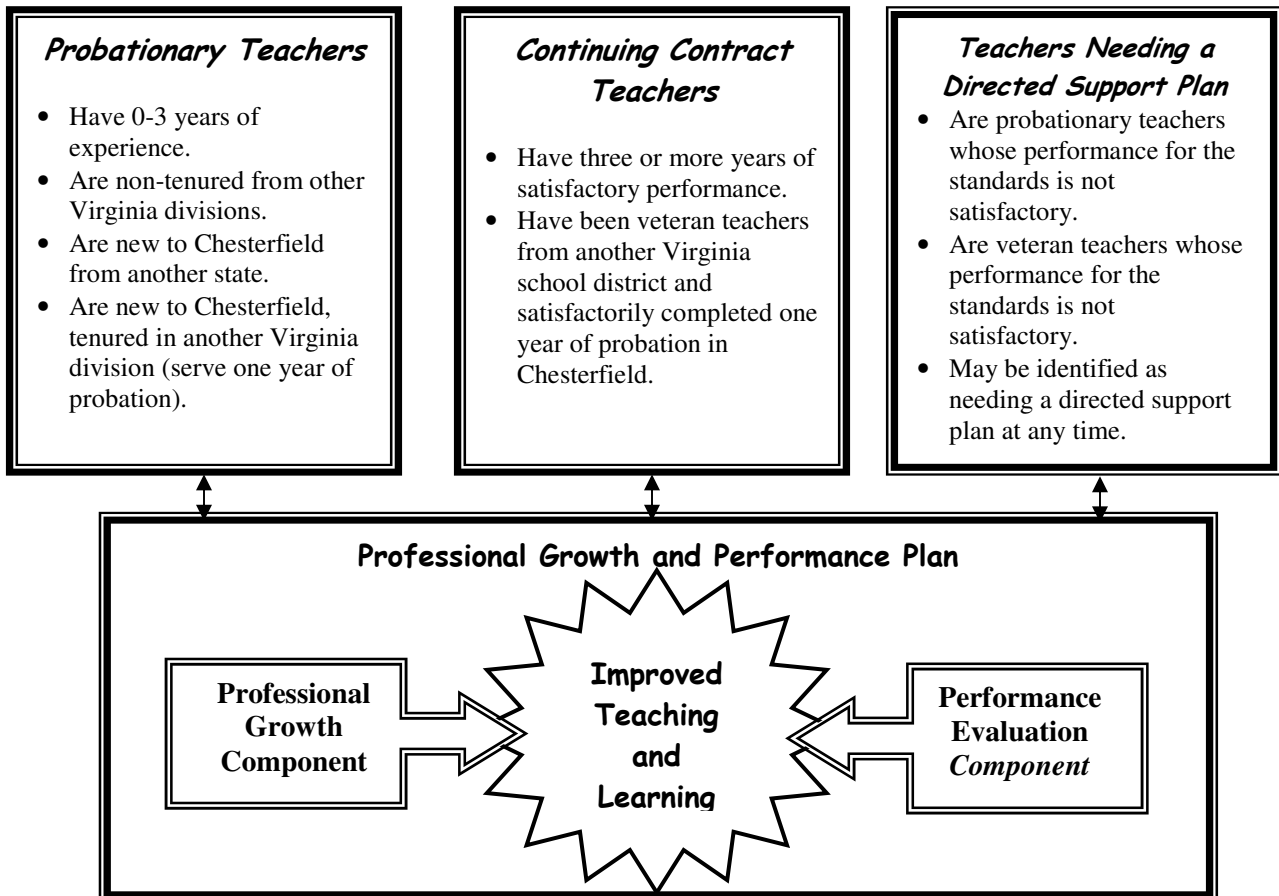 Probationary Teachers
• Have 0-3 years of
experience.
• Are non-tenured from other
Virginia divisions.
• Are new to Chesterfield
from another state.
• Are new to Chesterfield,
tenured in another Virginia
division (serve one year of
probation).
Continuing Contract
Teachers
• Have three or more years of
satisfactory performance.
• Have been veteran teachers
from another Virginia
school district and
satisfactorily completed one
year of probation in
Chesterfield.
Teachers Needing a
Directed Support Plan
• Are probationary teachers
whose performance for the
standards is not
satisfactory.
• Are veteran teachers whose
performance for the
standards is not
satisfactory.
• May be identified as
needing a directed support
plan at any time.
Professional Growth and Performance Plan
Professional
Growth
Component
Improved
Teaching
and
Learning
Performance
Evaluation
Component